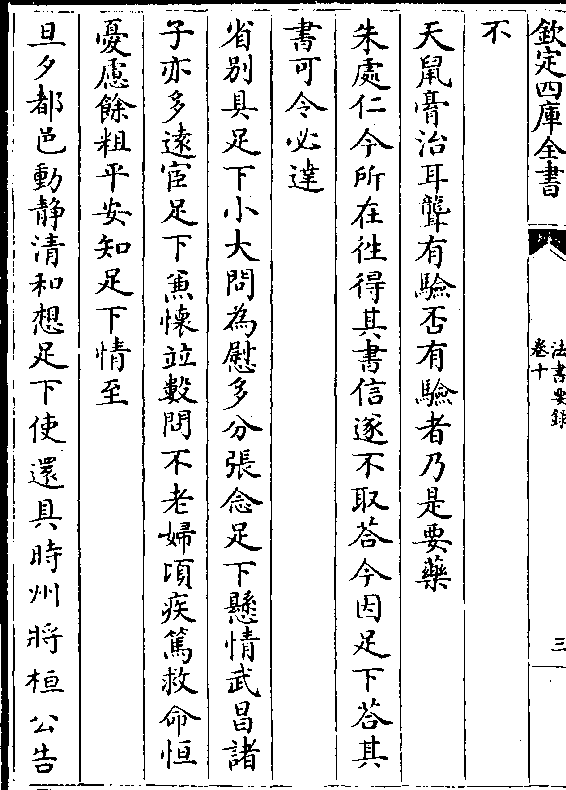 欽定四庫全書
法書要録
卷十
三
不
天鼠膏治耳聾有驗否有驗者乃是要藥
朱處仁今所在徃得其書信遂不取荅今因足下荅其
書可令必達
省别具足下小大問為慰多分張念足下懸情武昌諸
子亦多逺宦足下兼懐並數問不老婦頃疾篤救命恒
憂慮餘粗平安知足下情至
旦夕都邑動静清和想足下使還具時州將桓公告